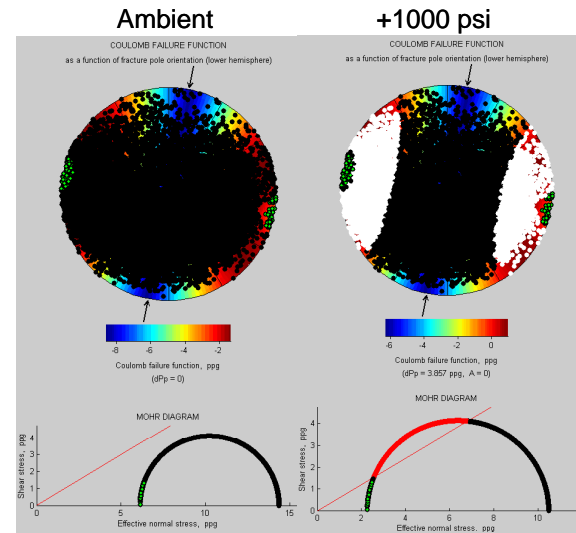 Ambient
+1000 psi
COULOMB FAILURE FUNCTION
as a function of fracture pole orientation (lower hemisphere)
-8 -6 -4 -2
Coulomb failure function, ppg
(dPp = 0)
MOHR DIAGRAM
Shear stress, ppg
4
3
2
1
0
0 5 10 15
Effective normal stress, ppg
COULOMB FAILURE FUNCTION
as a function of fracture pole orientation (lower hemisphere)
-6 -4 -2 0
Coulomb failure function, ppg
(dPp = 3.857 ppg, A = 0)
MOHR DIAGRAM
Shear stress, ppg
4
3
2
1
0
0 2 4 6 8 10
Effective normal stress, ppg